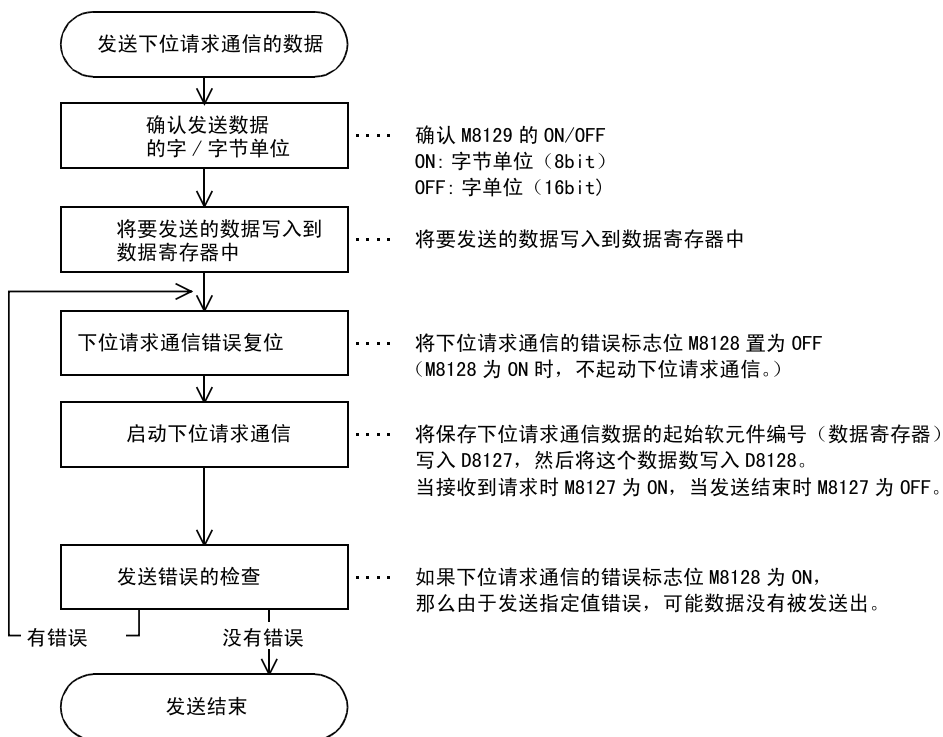 发送下位请求通信的数据
确认发送数据
的字/字节单位
确认 M8129 的 ON/OFF
ON: 字节单位（8bit）
OFF: 字单位（16bit)
将要发送的数据写入到
数据寄存器中
将要发送的数据写入到数据寄存器中
下位请求通信错误复位
将下位请求通信的错误标志位 M8128 置为 OFF
（M8128 为 ON 时，不起动下位请求通信。）
启动下位请求通信
将保存下位请求通信数据的起始软元件编号（数据寄存器）
写入 D8127，然后将这个数据数写入 D8128。
当接收到请求时 M8127 为 ON，当发送结束时 M8127 为 OFF。
发送错误的检查
如果下位请求通信的错误标志位 M8128 为 ON，
那么由于发送指定值错误，可能数据没有被发送出。
有错误
没有错误
发送结束